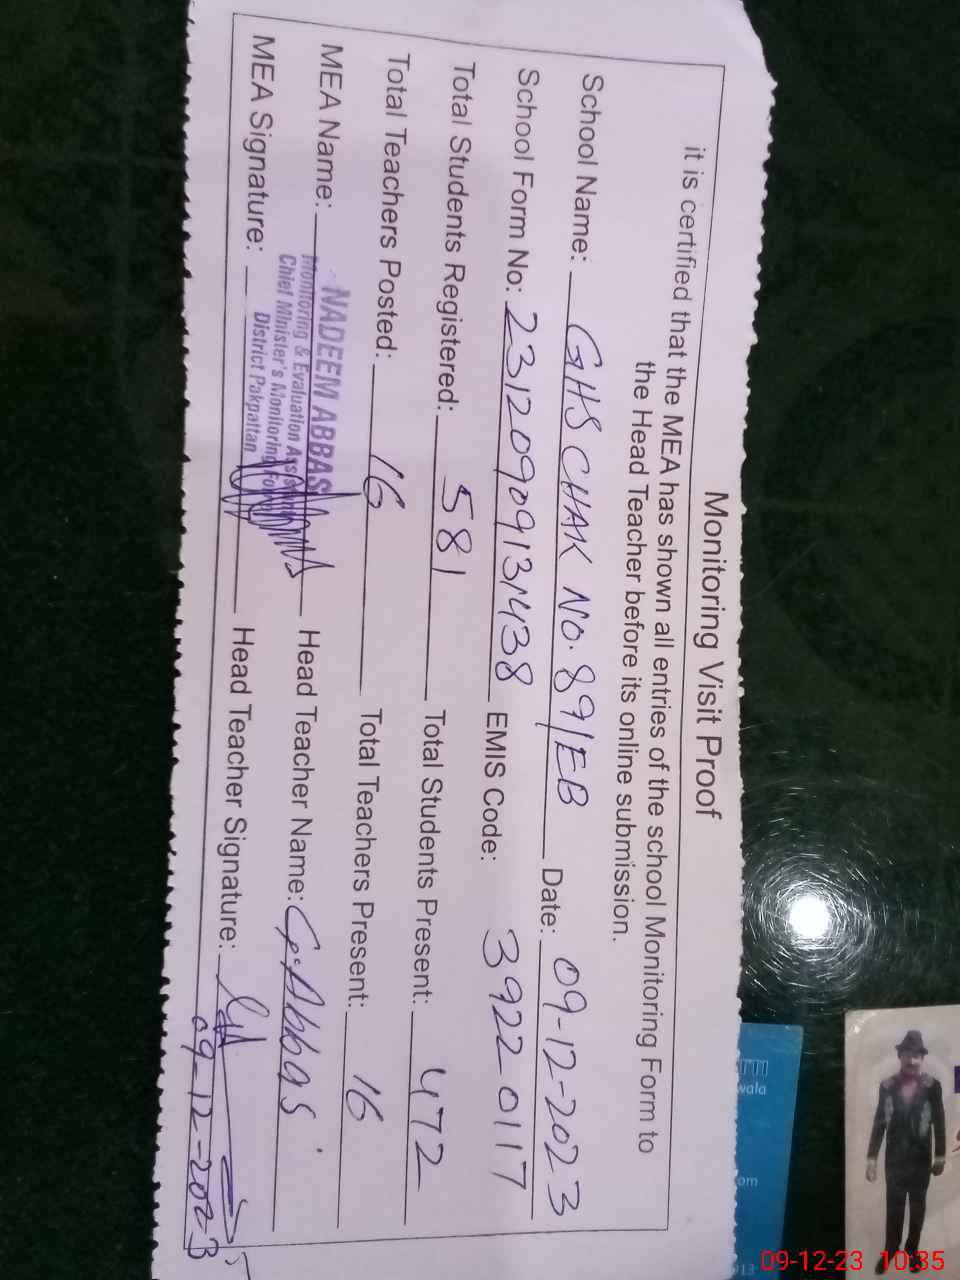 Monitoring Visit Proof
it is certified that the MEA has shown all entries of the school Monitoring Form to
the Head Teacher before its online submission.
School Name: GHS CHAK NO. 89/EB Date: 09-12-2023
School Form No: 23120909131438 EMIS Code: 39220117
Total Students Registered: 581 Total Students Present: 472
Total Teachers Posted: 16 Total Teachers Present: 16
MEA Name: NADEEM ABBAS Head Teacher Name: G. Abbas
Monitoring & Evaluation
Chief Minister's Monitoring
District Pakpattan
MEA Signature: Head Teacher Signature:
09-12-2023
wala
om
913
09-12-23 10:35